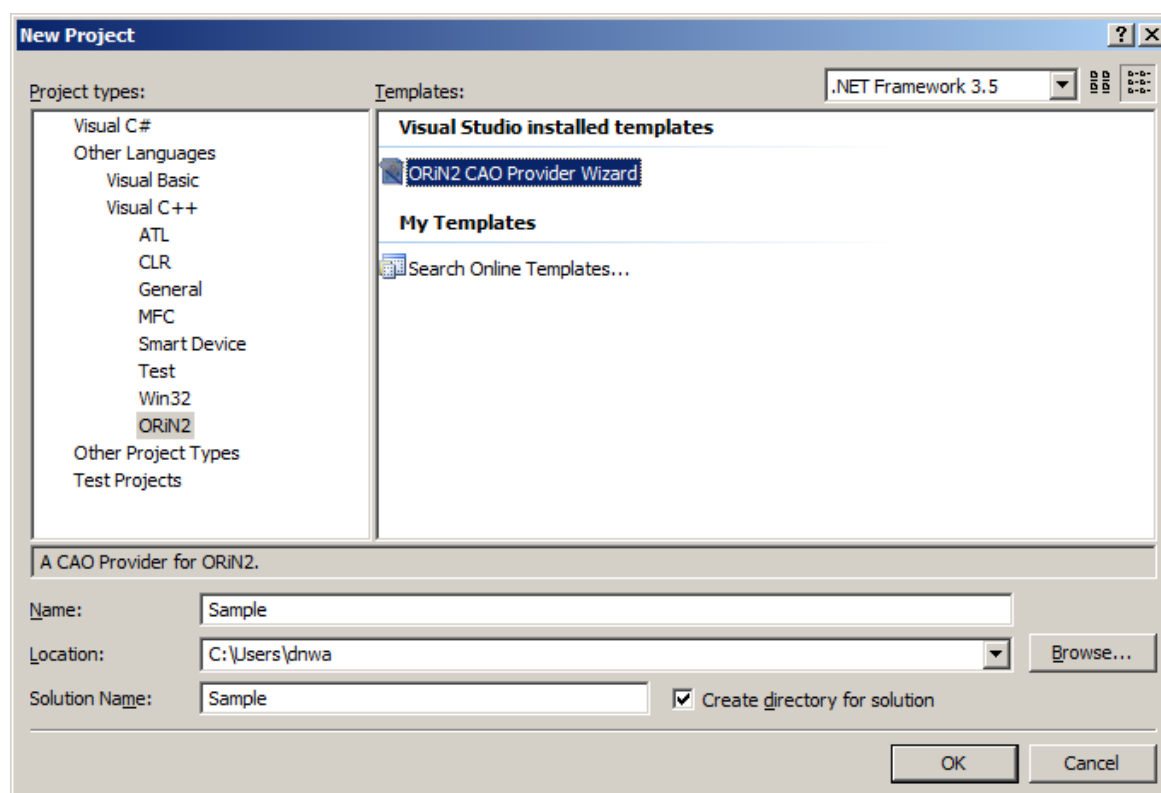 New Project
Project types:
Templates:
.NET Framework 3.5
Visual C#
Other Languages
Visual Basic
Visual C++
ATL
CLR
General
MFC
Smart Device
Test
Win32
ORiN2
Other Project Types
Test Projects
Visual Studio installed templates
ORiN2 CAO Provider Wizard
My Templates
Search Online Templates...
A CAO Provider for ORiN2.
Name:
Sample
Location:
C:\Users\dnwa
Browse...
Solution Name:
Sample
Create directory for solution
OK
Cancel